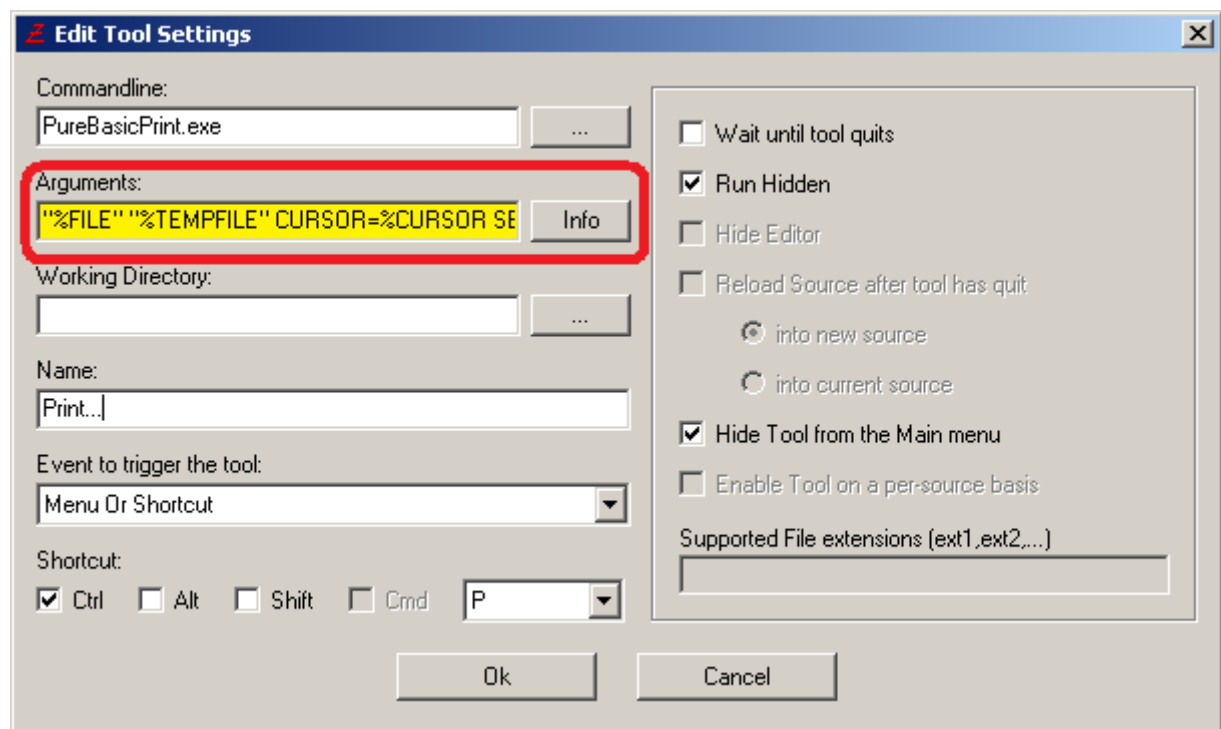 Edit Tool Settings
Commandline:
PureBasicPrint.exe
...
Arguments:
"%FILE" "%TEMPFILE" CURSOR=%CURSOR SE
Info
Working Directory:
...
Name:
Print...
Event to trigger the tool:
Menu Or Shortcut
Shortcut:
Ctrl Alt Shift Cmd P
Wait until tool quits
Run Hidden
Hide Editor
Reload Source after tool has quit
into new source
into current source
Hide Tool from the Main menu
Enable Tool on a per-source basis
Supported File extensions (ext1,ext2,...)
Ok Cancel